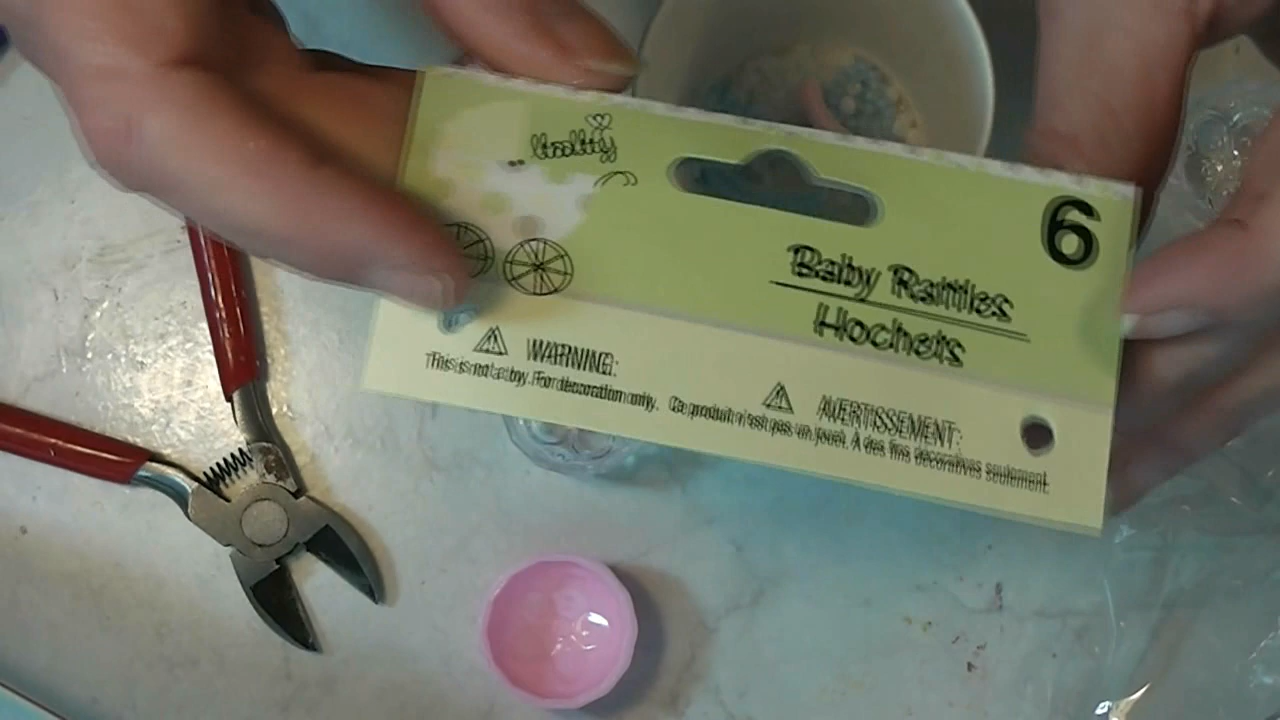 6
Baby Rattles
Hochets
WARNING:
This is not a toy. For decoration only.
AVERTISSEMENT:
Ce produit n'est pas un jouet. À des fins décoratives seulement.